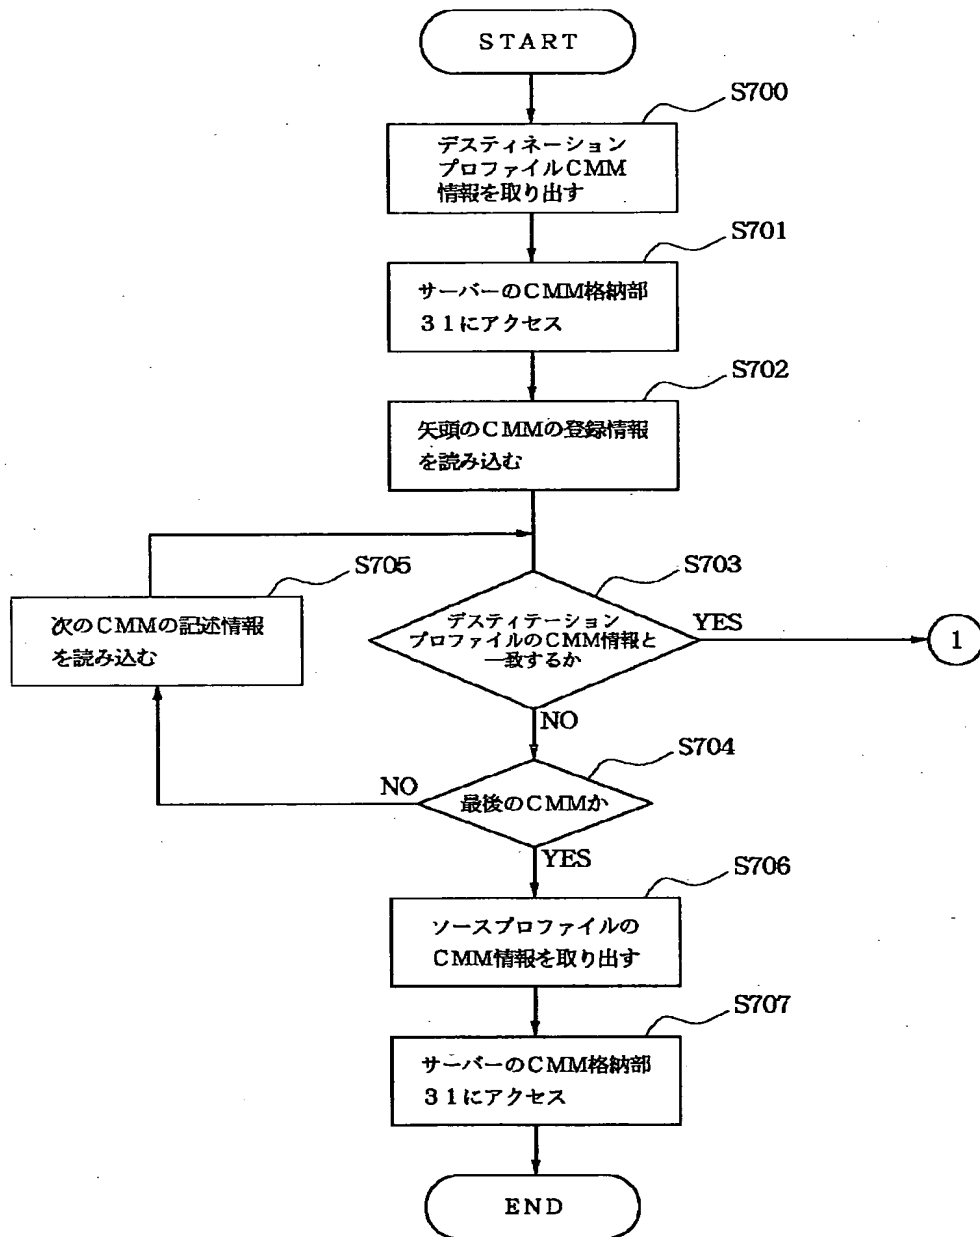 START
S700
デスティネーション
プロファイルCMM
情報を取り出す
S701
サーバーのCMM格納部
31にアクセス
S702
矢頭のCMMの登録情報
を読み込む
S705
次のCMMの記述情報
を読み込む
S703
デスティテーション
プロファイルのCMM情報と
一致するか
YES
1
NO
S704
最後のCMMか
NO
YES
S706
ソースプロファイルの
CMM情報を取り出す
S707
サーバーのCMM格納部
31にアクセス
END